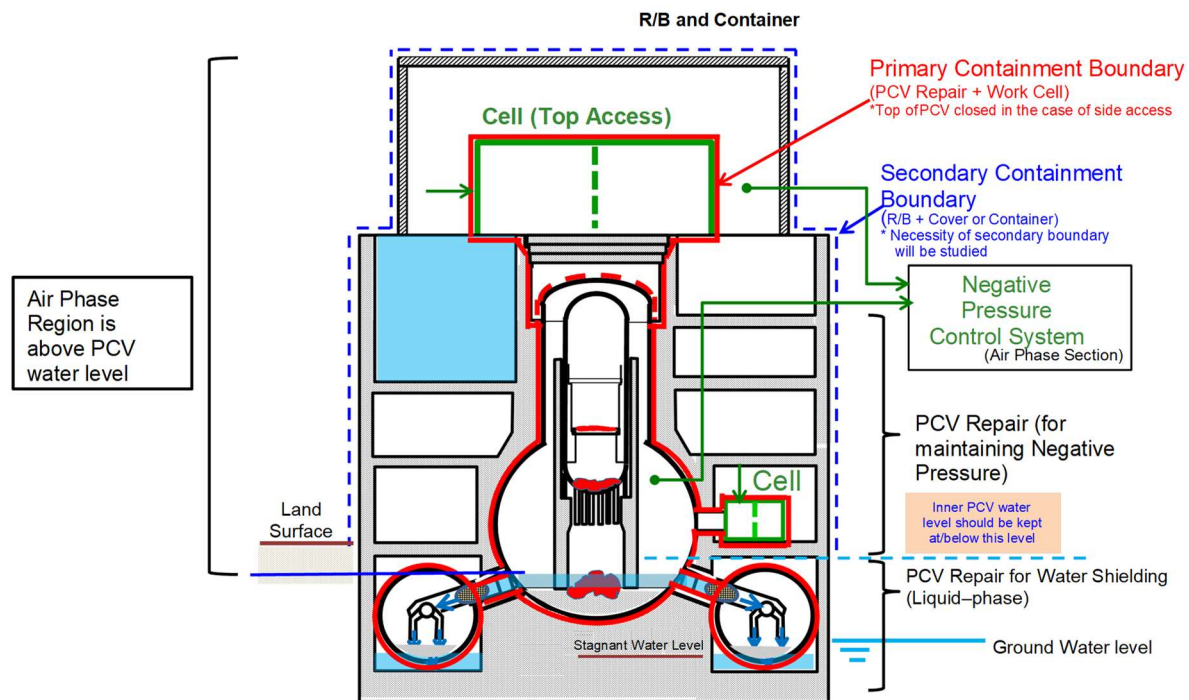 R/B and Container
Primary Containment Boundary
(PCV Repair + Work Cell)
*Top of PCV closed in the case of side access
Cell (Top Access)
Secondary Containment
Boundary
(R/B + Cover or Container)
* Necessity of secondary boundary
will be studied
Air Phase
Region is
above PCV
water level
Negative
Pressure
Control System
(Air Phase Section)
PCV Repair (for
maintaining Negative
Pressure)
Cell
Inner PCV water
level should be kept
at/below this level
Land
Surface
PCV Repair for Water Shielding
(Liquid–phase)
Stagnant Water Level
Ground Water level